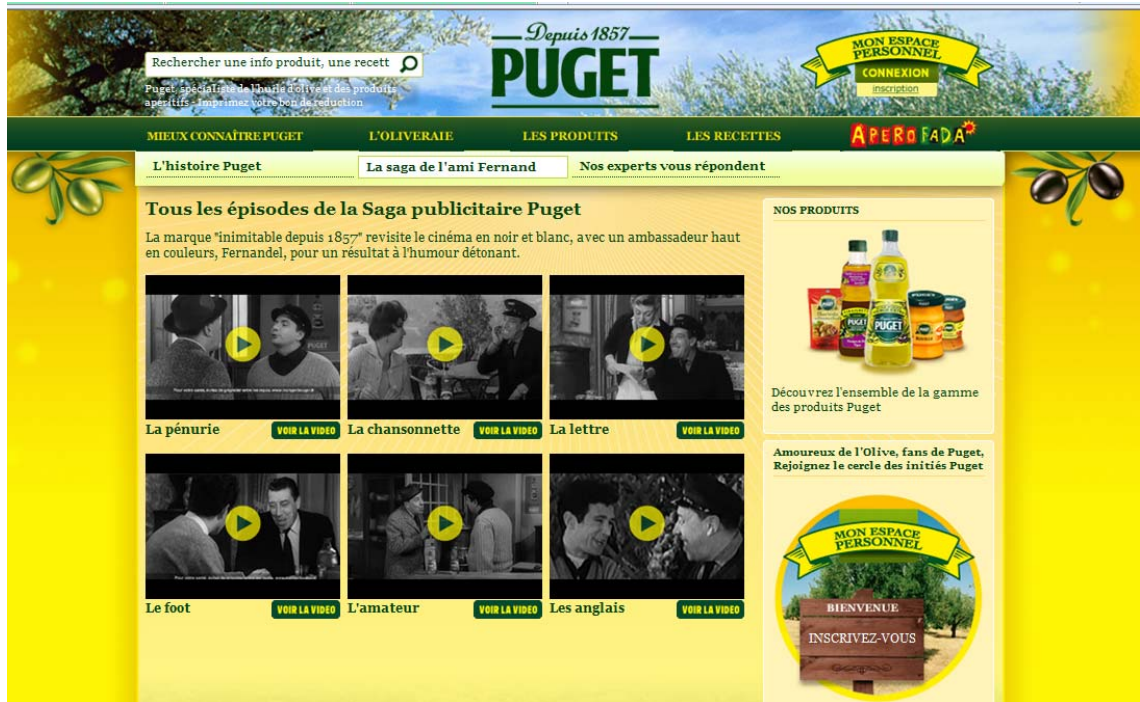 Depuis 1857
PUGET
Rechercher une info produit, une recett
Puget, spécialiste de l'huile d'olive et des produits
apéritifs - Imprimez votre bon de reduction
MON ESPACE
PERSONNEL
CONNEXION
inscription
MIEUX CONNAÎTRE PUGET
L'OLIVERAIE
LES PRODUITS
LES RECETTES
APERO FADA
L'histoire Puget
La saga de l'ami Fernand
Nos experts vous répondent
Tous les épisodes de la Saga publicitaire Puget
La marque "inimitable depuis 1857" revisite le cinéma en noir et blanc, avec un ambassadeur haut
en couleurs, Fernandel, pour un résultat à l'humour détonant.
PUGET
La pénurie
VOIR LA VIDEO
La chansonnette
VOIR LA VIDEO
La lettre
VOIR LA VIDEO
Le foot
VOIR LA VIDEO
L'amateur
VOIR LA VIDEO
Les anglais
VOIR LA VIDEO
NOS PRODUITS
PUGET
PUGET
Découvrez l'ensemble de la gamme
des produits Puget
Amoureux de l'Olive, fans de Puget,
Rejoignez le cercle des initiés Puget
MON ESPACE
PERSONNEL
BIENVENUE
INSCRIVEZ-VOUS